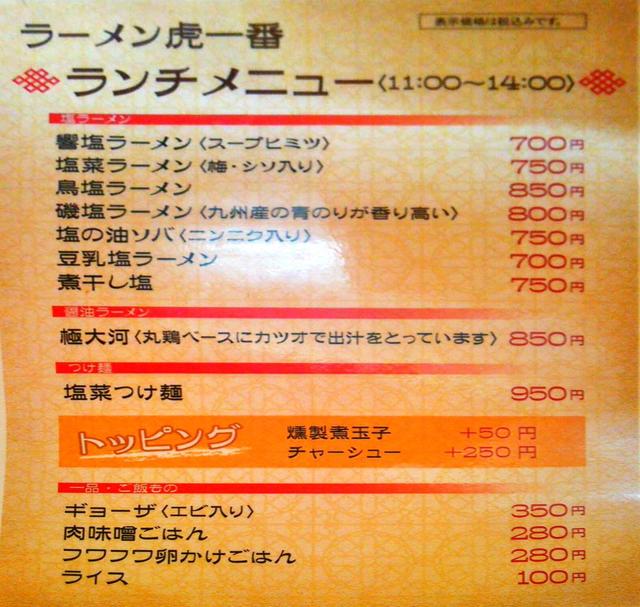 表示価格は税込みです。
ラーメン虎一番
ランチメニュー〈11:00〜14:00〉
塩ラーメン
響塩ラーメン〈スープヒミツ〉 700円
塩菜ラーメン〈梅・シソ入り〉 750円
鳥塩ラーメン 850円
磯塩ラーメン〈九州産の青のりが香り高い〉 800円
塩の油ソバ〈ニンニク入り〉 750円
豆乳塩ラーメン 700円
煮干し塩 750円
醤油ラーメン
極大河〈丸鶏ベースにカツオで出汁をとっています〉 850円
つけ麺
塩菜つけ麺 950円
トッピング
燻製煮玉子 +50円
チャーシュー +250円
一品・ご飯もの
ギョーザ〈エビ入り〉 350円
肉味噌ごはん 280円
フワフワ卵かけごはん 280円
ライス 100円